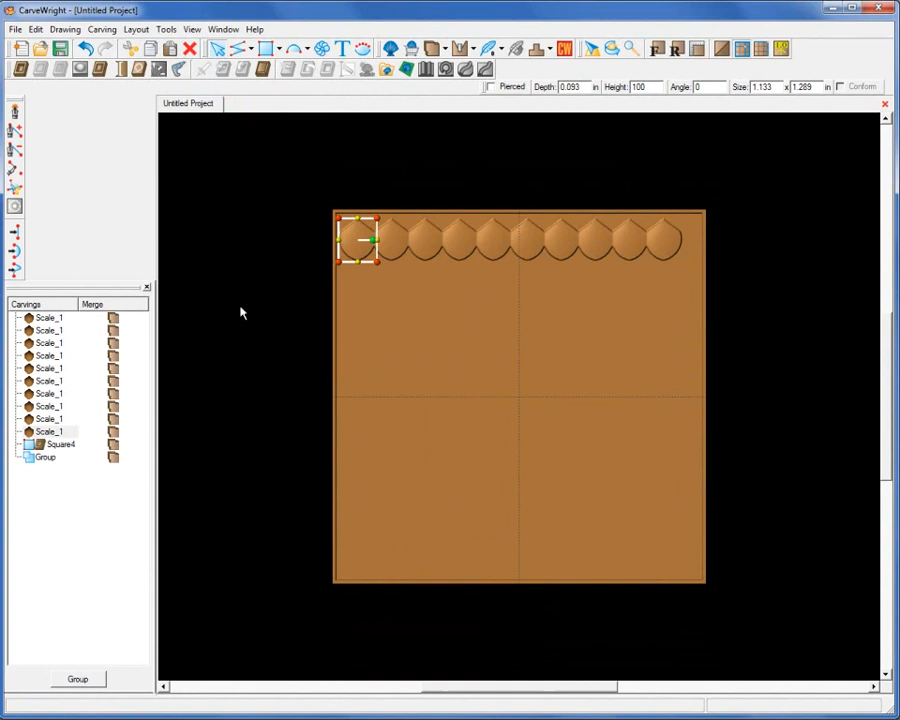 CarveWright - [Untitled Project]
File Edit Drawing Carving Layout Tools View Window Help
Pierced Depth: 0.093 in Height: 100 Angle: 0 Size: 1.133 x 1.289 in Conform
Untitled Project
Carvings Merge
Scale_1
Scale_1
Scale_1
Scale_1
Scale_1
Scale_1
Scale_1
Scale_1
Scale_1
Scale_1
Square4
Group
Group